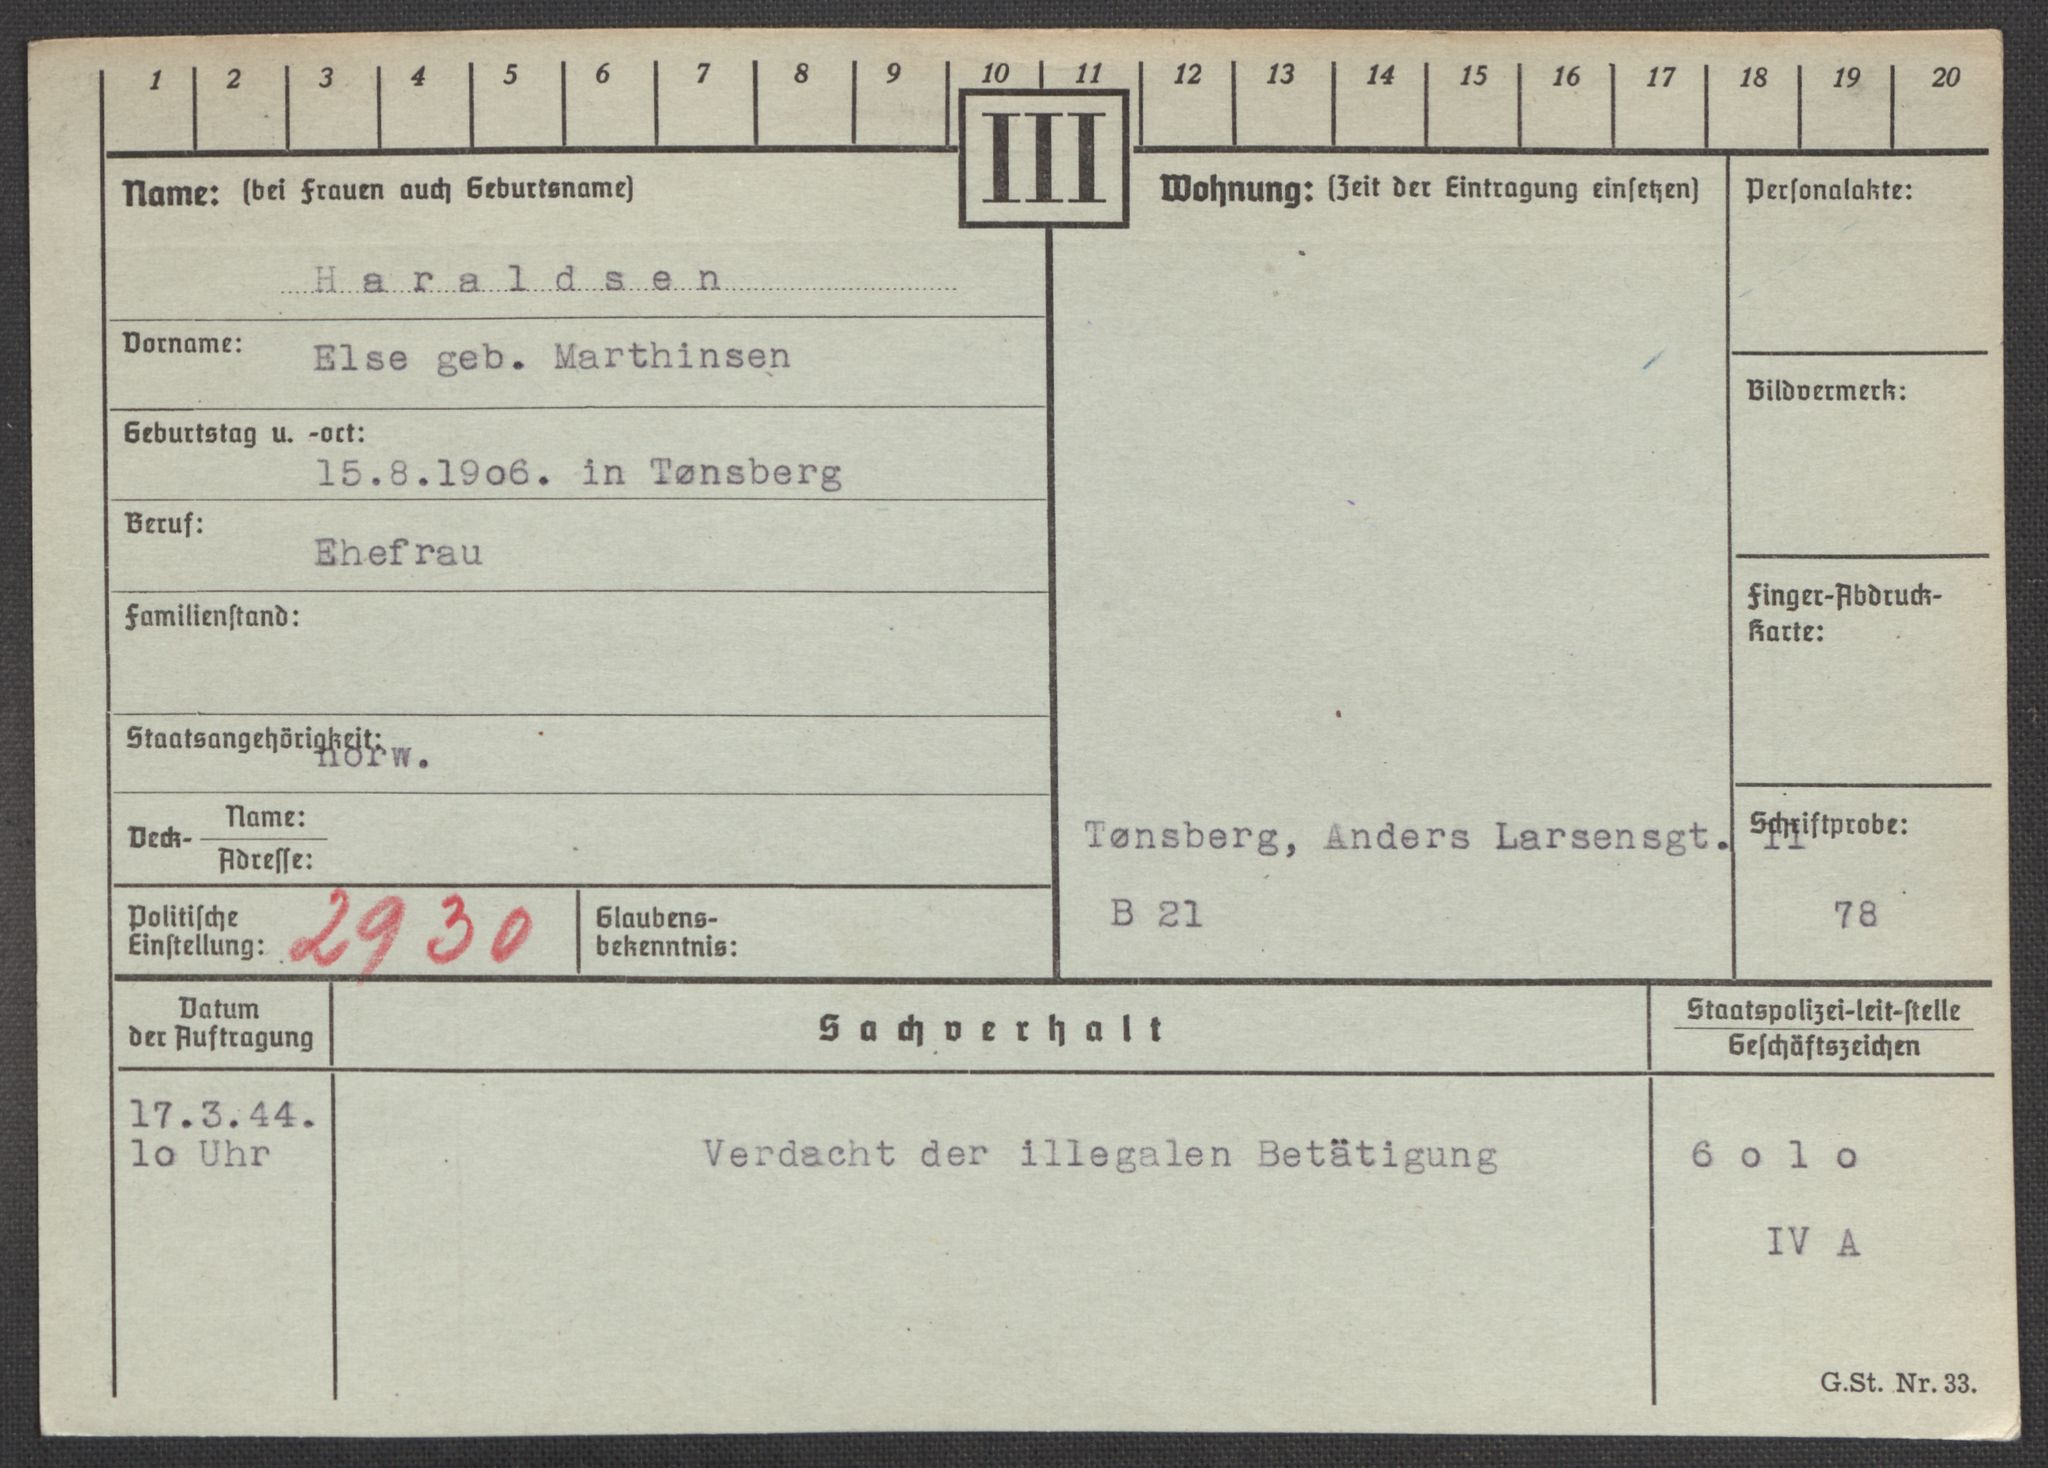 1 2 3 4 5 6 7 8 9 10 11 12 13 14 15 16 17 18 19 20
III
Name: (bei Frauen auch Geburtsname)
H a r a l d s e n
Vorname: Else geb. Marthinsen
Geburtstag u. -ort:
15.8.19o6. in Tønsberg
Beruf:
Ehefrau
Familienstand:
Staatsangehörigkeit:
norw.
Deck- Name:
Adresse:
Politische
Einstellung: 2930
Glaubens-
bekenntnis:
Wohnung: (Zeit der Eintragung einsetzen)
Tønsberg, Anders Larsensgt. 11
B 21
78
Personalakte:
Bildvermerk:
Finger-Abdruck-
Karte:
Schriftprobe:
Datum
der Auftragung
Sachverhalt
Staatspolizei-leit-stelle
Geschäftszeichen
17.3.44.
lo Uhr
Verdacht der illegalen Betätigung
6 o l o
IV A
G.St. Nr. 33.